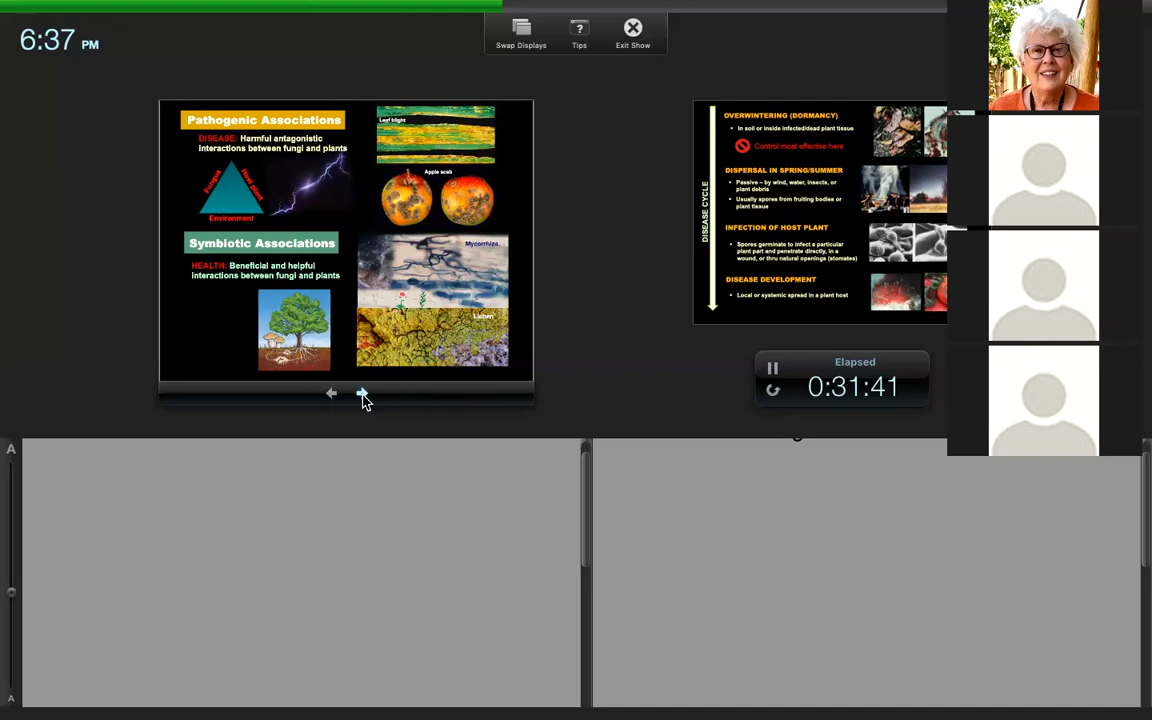 6:37 PM
Swap Displays
Tips
Exit Show
Pathogenic Associations
DISEASE: Harmful antagonistic
interactions between fungi and plants
Fungus
Host plant
Environment
Leaf blight
Apple scab
Symbiotic Associations
HEALTH: Beneficial and helpful
interactions between fungi and plants
Mycorrhiza
Lichen
DISEASE CYCLE
OVERWINTERING (DORMANCY)
• In soil or inside infected/dead plant tissue
Control most effective here
DISPERSAL IN SPRING/SUMMER
• Passive – by wind, water, insects, or
plant debris
• Usually spores from fruiting bodies or
plant tissue
INFECTION OF HOST PLANT
• Spores germinate to infect a particular
plant part and penetrate directly, in a
wound, or thru natural openings (stomates)
DISEASE DEVELOPMENT
• Local or systemic spread in a plant host
Elapsed
0:31:41
A
A